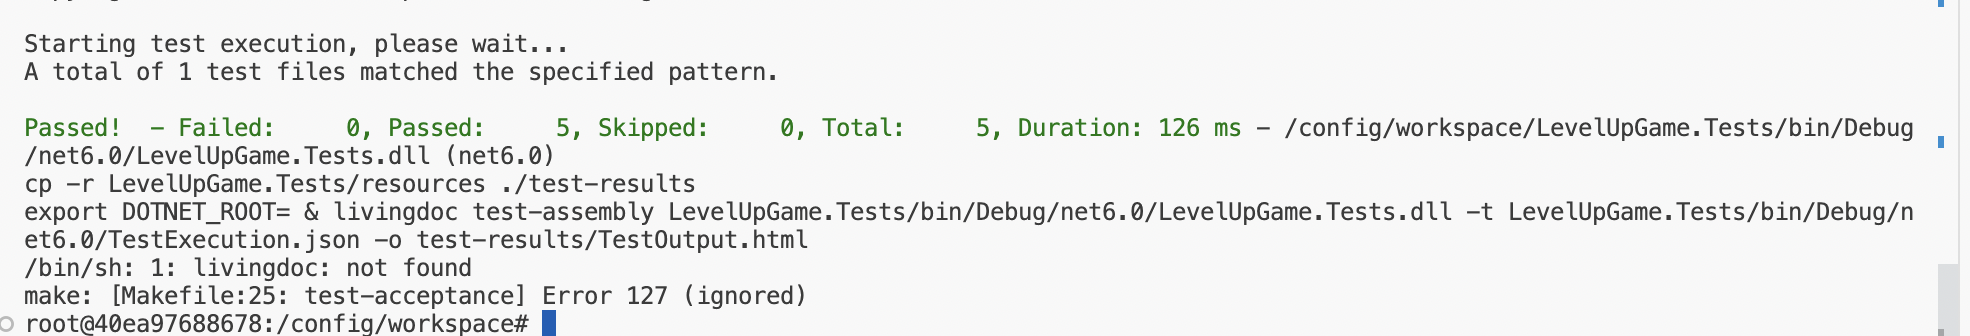 Starting test execution, please wait...
A total of 1 test files matched the specified pattern.
Passed!  - Failed:     0, Passed:     5, Skipped:     0, Total:     5, Duration: 126 ms - /config/workspace/LevelUpGame.Tests/bin/Debug
/net6.0/LevelUpGame.Tests.dll (net6.0)
cp -r LevelUpGame.Tests/resources ./test-results
export DOTNET_ROOT= & livingdoc test-assembly LevelUpGame.Tests/bin/Debug/net6.0/LevelUpGame.Tests.dll -t LevelUpGame.Tests/bin/Debug/n
et6.0/TestExecution.json -o test-results/TestOutput.html
/bin/sh: 1: livingdoc: not found
make: [Makefile:25: test-acceptance] Error 127 (ignored)
root@40ea97688678:/config/workspace#